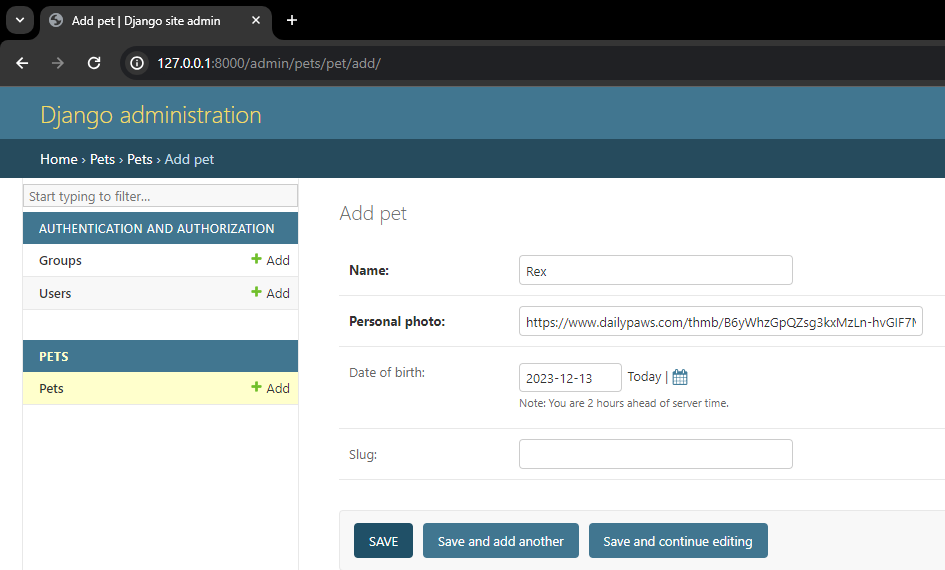 Add pet | Django site admin
127.0.0.1:8000/admin/pets/pet/add/
Django administration
Home › Pets › Pets › Add pet
Start typing to filter...
AUTHENTICATION AND AUTHORIZATION
Groups + Add
Users + Add
PETS
Pets + Add
Add pet
Name: Rex
Personal photo: https://www.dailypaws.com/thmb/B6yWhzGpQZsg3kxMzLn-hvGIF7
Date of birth: 2023-12-13 Today |
Note: You are 2 hours ahead of server time.
Slug:
SAVE Save and add another Save and continue editing